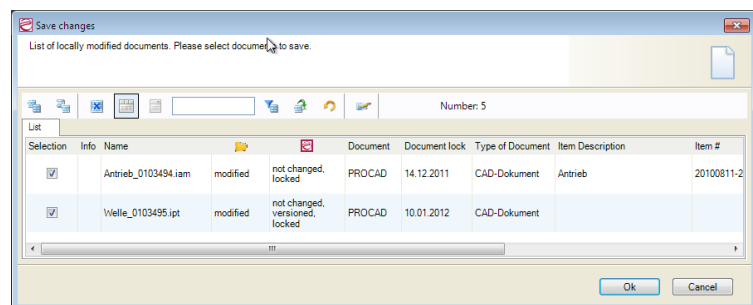 Save changes
List of locally modified documents. Please select documents to save.
Number: 5
List
Selection Info Name Document Document lock Type of Document Item Description Item #
Antrieb_0103494.iam modified not changed, locked PROCAD 14.12.2011 CAD-Dokument Antrieb 20100811-2
Welle_0103495.ipt modified not changed, versioned, locked PROCAD 10.01.2012 CAD-Dokument
Ok Cancel